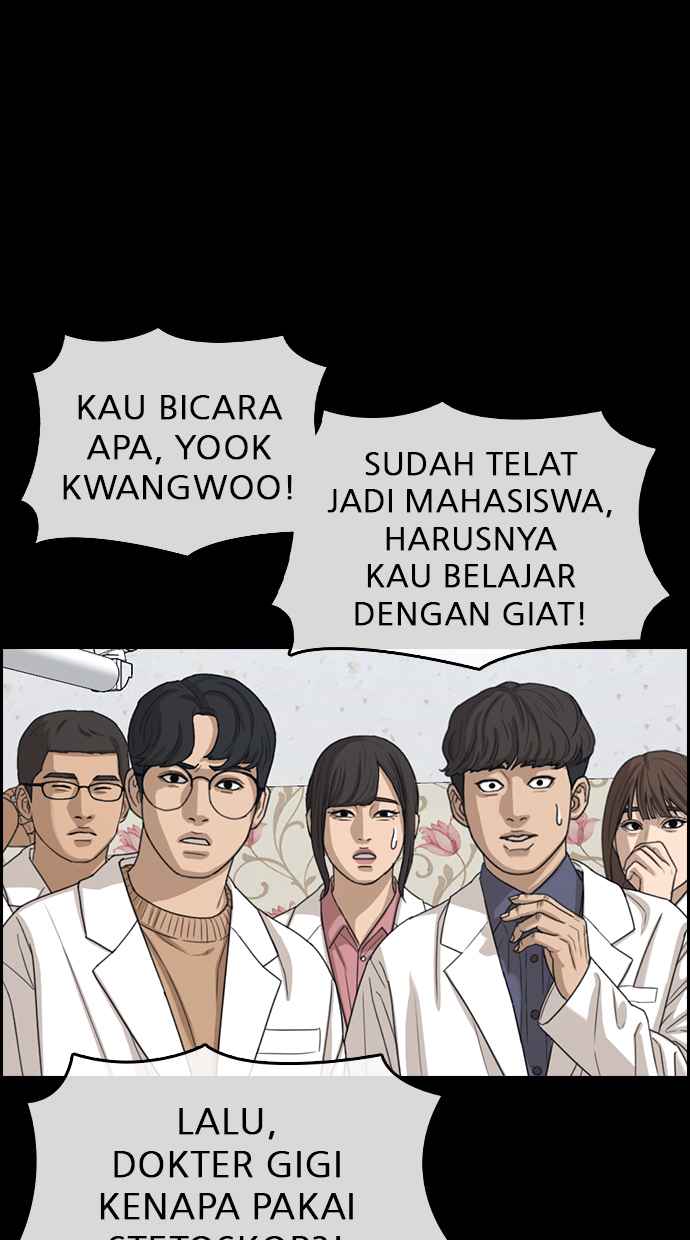 KAU BICARA
APA, YOOK
KWANGWOO!
SUDAH TELAT
JADI MAHASISWA,
HARUSNYA
KAU BELAJAR
DENGAN GIAT!
LALU,
DOKTER GIGI
KENAPA PAKAI
STETOSKOP?!